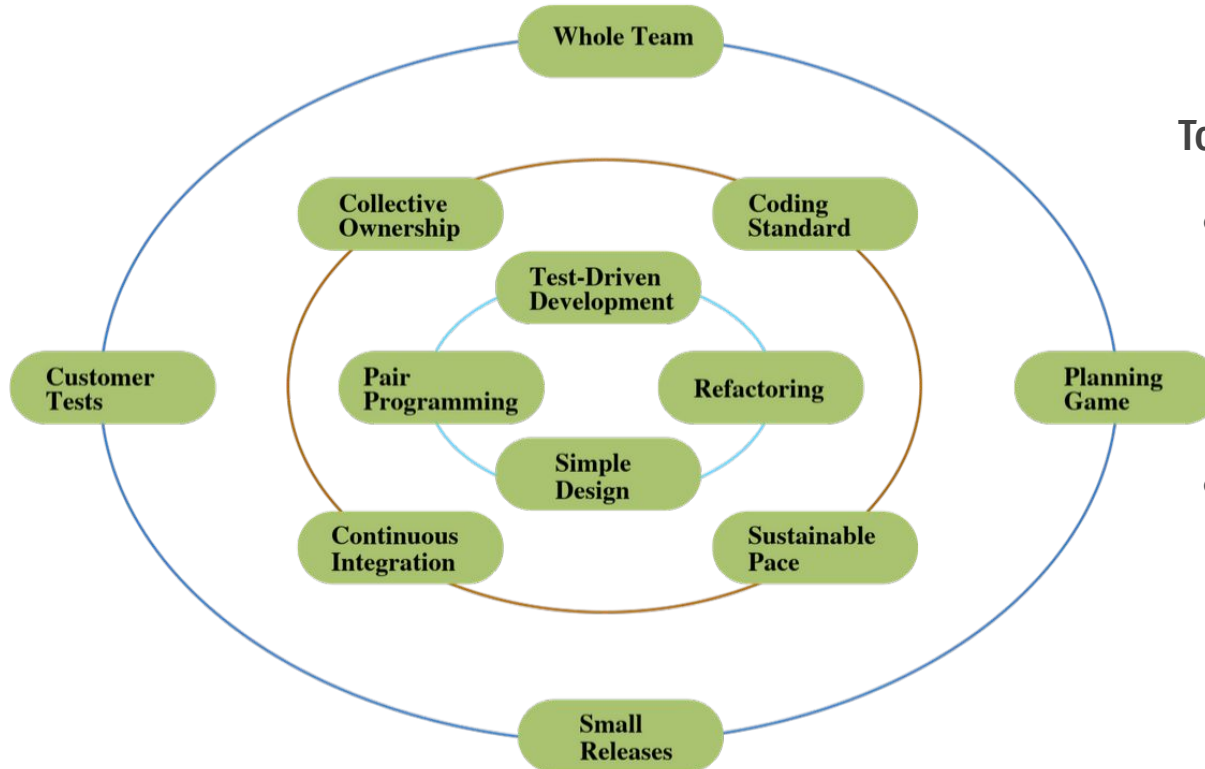 Whole Team
To
Collective
Ownership
Coding
Standard
Test-Driven
Development
Customer
Tests
Pair
Programming
Refactoring
Planning
Game
Simple
Design
Continuous
Integration
Sustainable
Pace
Small
Releases